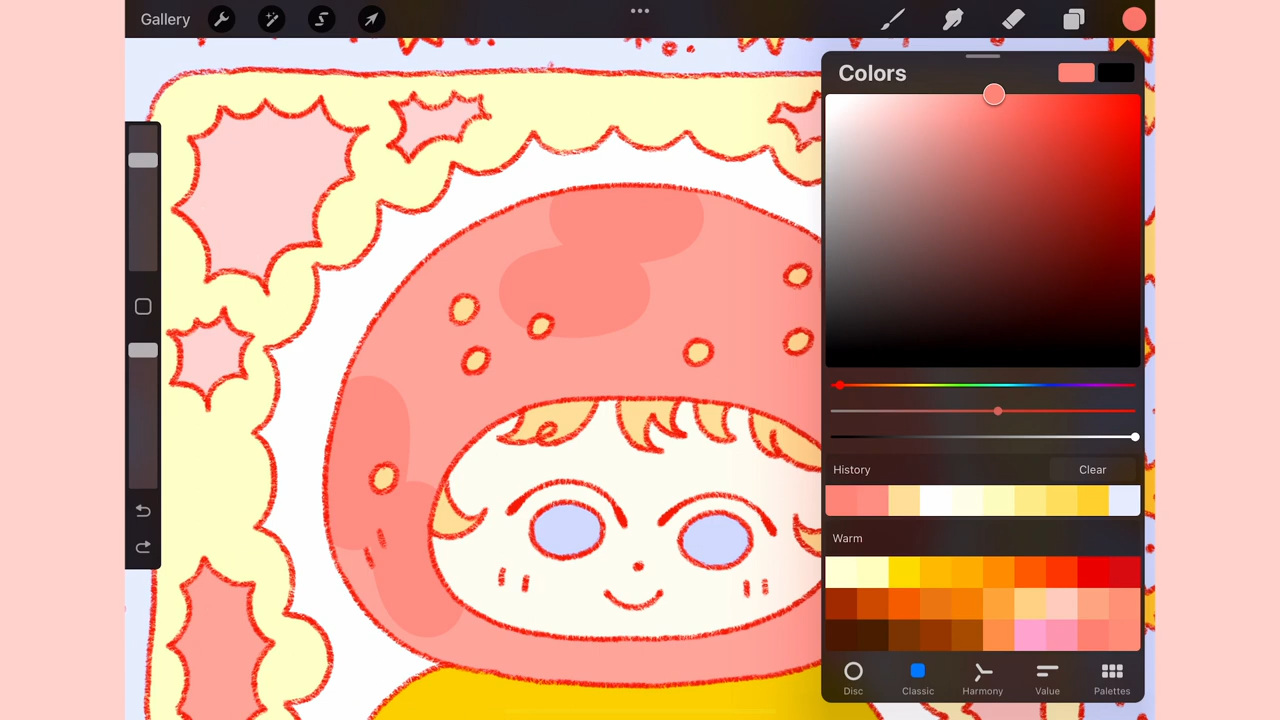 Gallery
Colors
History
Clear
Warm
Disc
Classic
Harmony
Value
Palettes